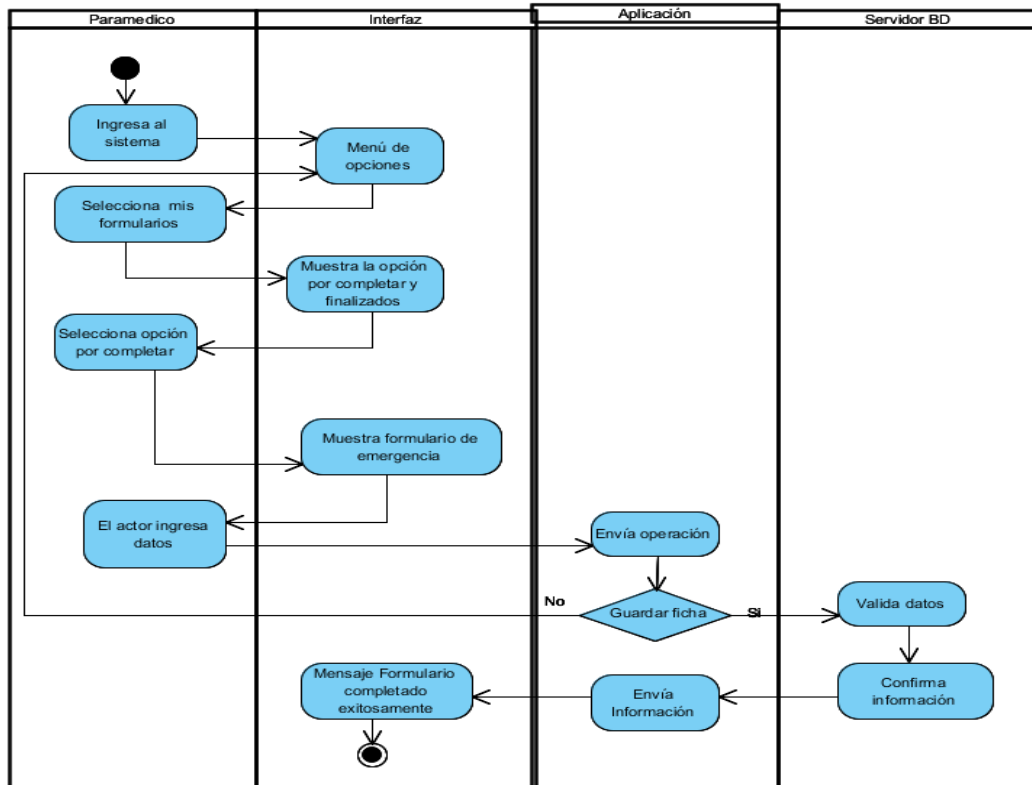 Paramedico
Interfaz
Aplicación
Servidor BD
Ingresa al
sistema
Menú de
opciones
Selecciona mis
formularios
Muestra la opción
por completar y
finalizados
Selecciona opción
por completar
Muestra formulario de
emergencia
El actor ingresa
datos
Envía operación
No
Guardar ficha
Si
Valida datos
Mensaje Formulario
completado
exitosamente
Envía
Información
Confirma
información